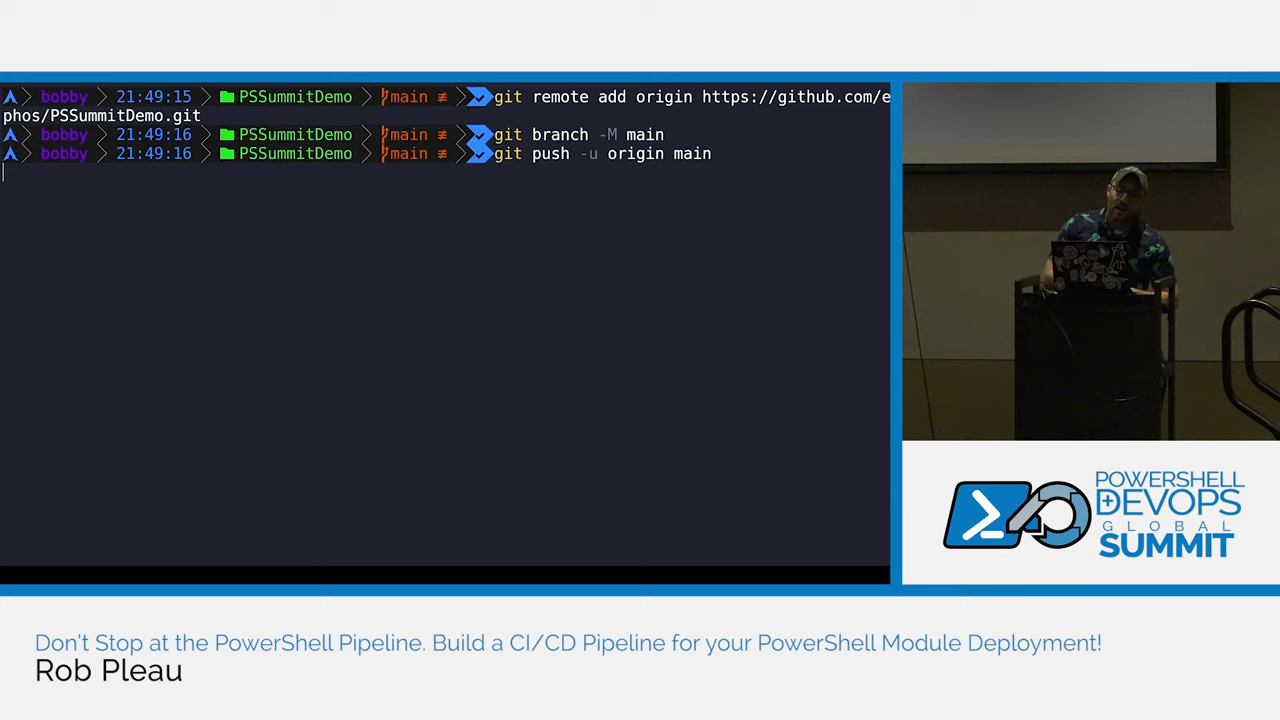 bobby 21:49:15 PSSummitDemo main ≢ git remote add origin https://github.com/e
phos/PSSummitDemo.git
bobby 21:49:16 PSSummitDemo main ≢ git branch -M main
bobby 21:49:16 PSSummitDemo main ≢ git push -u origin main
POWERSHELL
+DEVOPS
GLOBAL
SUMMIT
Don't Stop at the PowerShell Pipeline. Build a CI/CD Pipeline for your PowerShell Module Deployment!
Rob Pleau